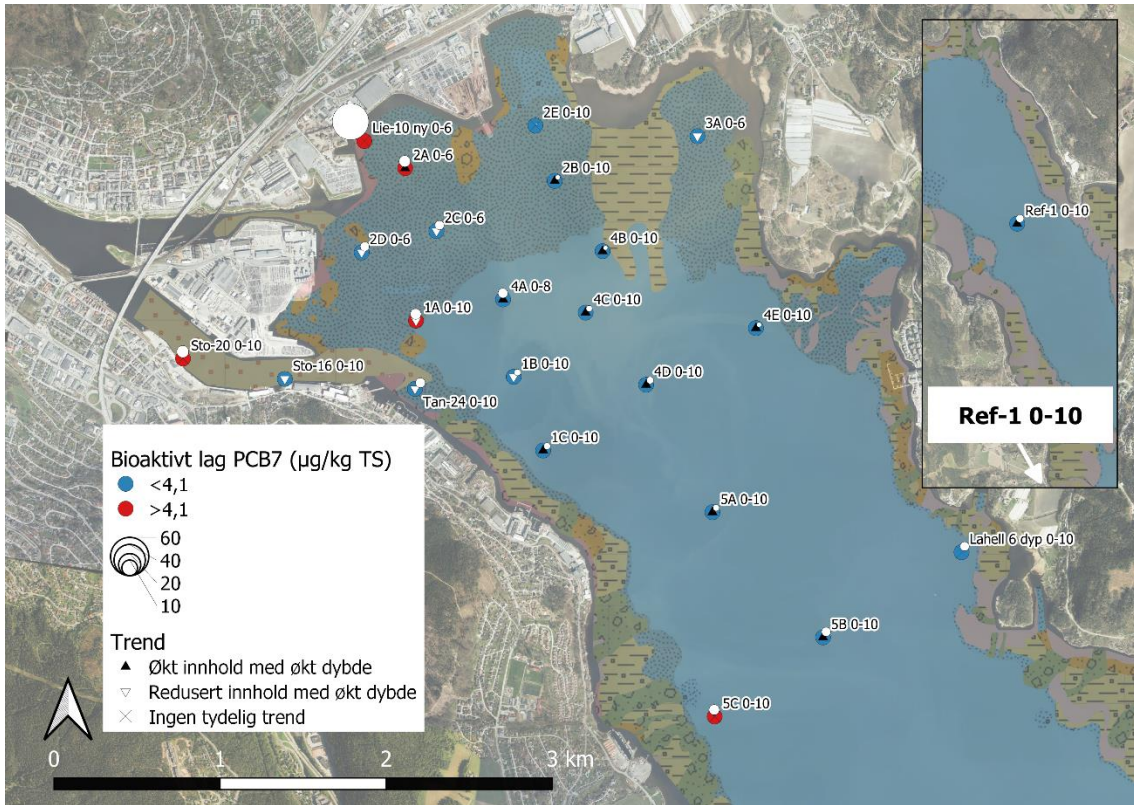 Lie-10 ny 0-6
2E 0-10
3A 0-6
2A 0-6
2B 0-10
2C 0-6
2D 0-6
4B 0-10
4A 0-8
4C 0-10
1A 0-10
4E 0-10
Sto-20 0-10
Sto-16 0-10
1B 0-10
4D 0-10
Tan-24 0-10
1C 0-10
5A 0-10
Lahell 6 dyp 0-10
5B 0-10
5C 0-10
Ref-1 0-10
Ref-1 0-10
Bioaktivt lag PCB7 (µg/kg TS)
<4,1
>4,1
60
40
20
10
Trend
Økt innhold med økt dybde
Redusert innhold med økt dybde
Ingen tydelig trend
0 1 2 3 km